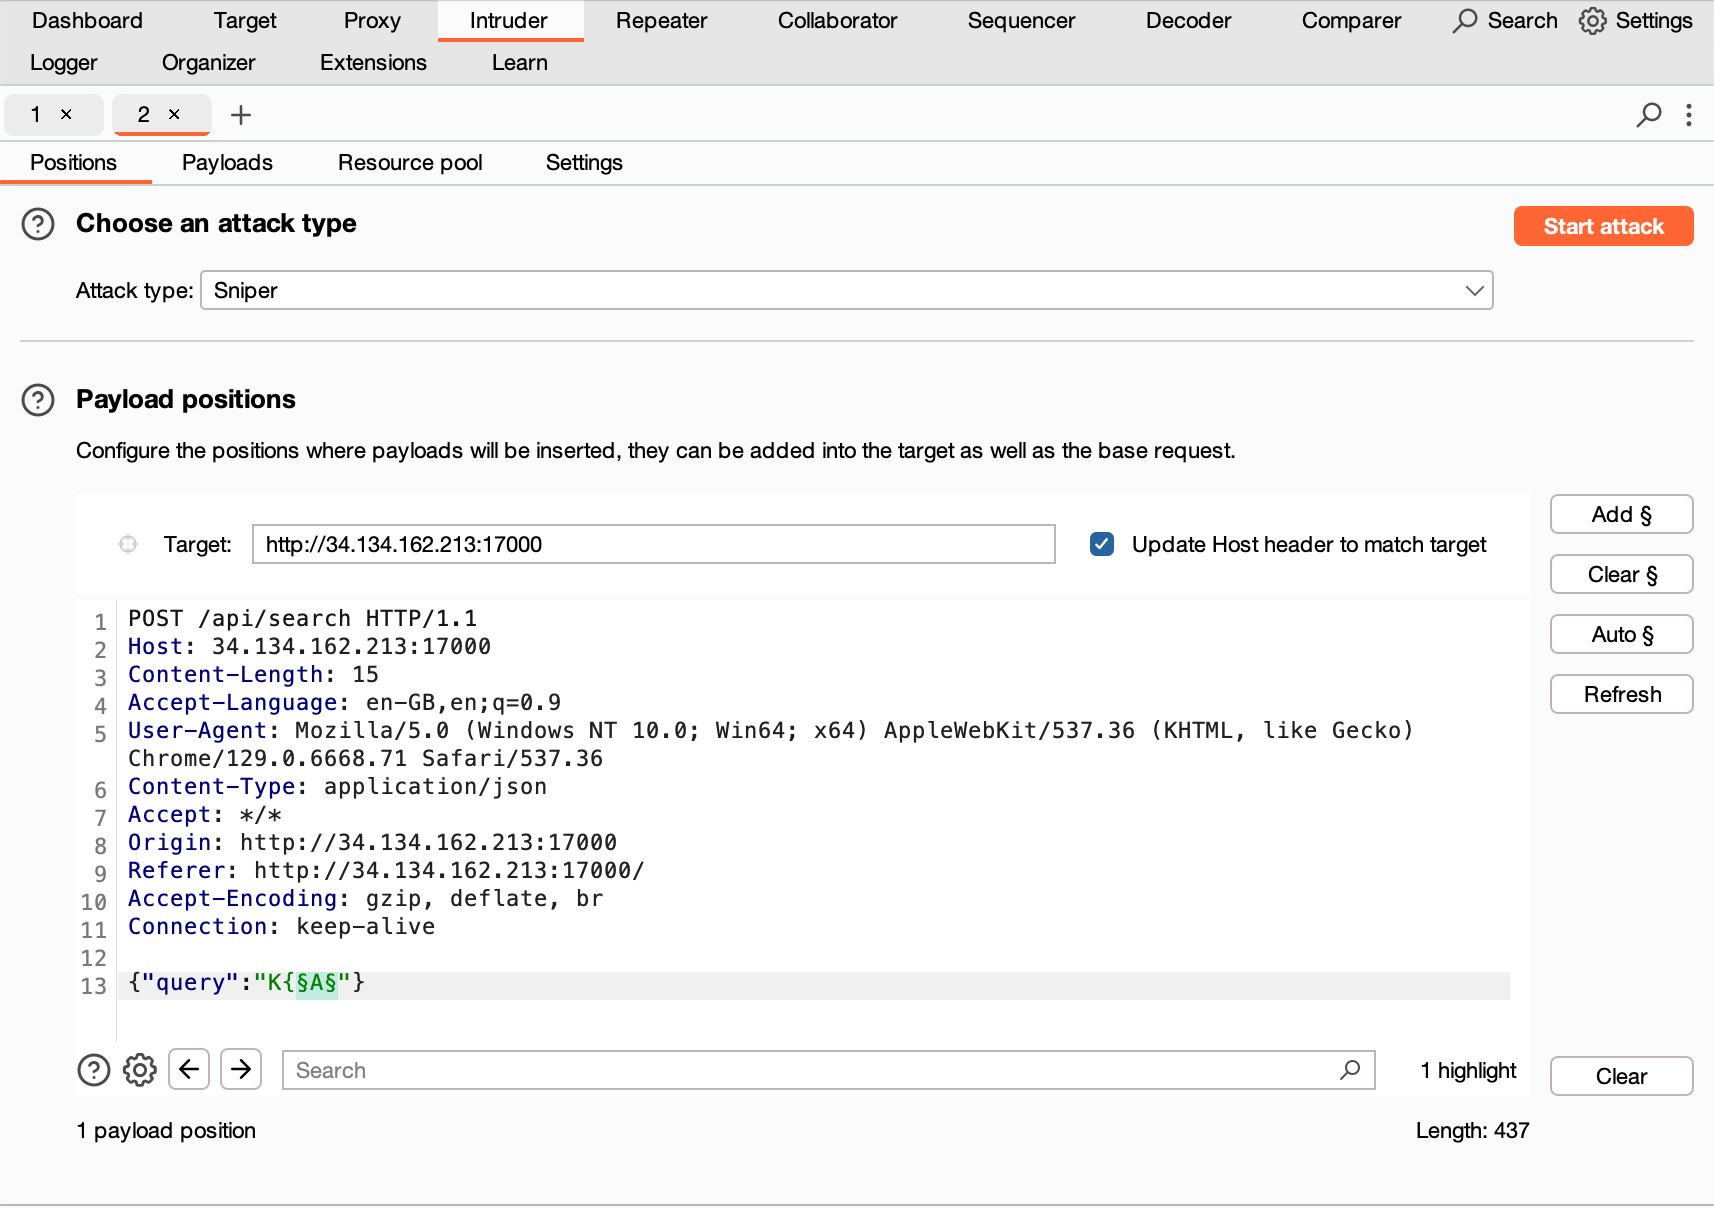 Dashboard Target Proxy Intruder Repeater Collaborator Sequencer Decoder Comparer Search Settings
Logger Organizer Extensions Learn
1 × 2 × +
Positions Payloads Resource pool Settings
? Choose an attack type Start attack
Attack type: Sniper
? Payload positions
Configure the positions where payloads will be inserted, they can be added into the target as well as the base request.
Add §
Target: http://34.134.162.213:17000 Update Host header to match target
Clear §
Auto §
Refresh
1 POST /api/search HTTP/1.1
2 Host: 34.134.162.213:17000
3 Content-Length: 15
4 Accept-Language: en-GB,en;q=0.9
5 User-Agent: Mozilla/5.0 (Windows NT 10.0; Win64; x64) AppleWebKit/537.36 (KHTML, like Gecko)
Chrome/129.0.6668.71 Safari/537.36
6 Content-Type: application/json
7 Accept: */*
8 Origin: http://34.134.162.213:17000
9 Referer: http://34.134.162.213:17000/
10 Accept-Encoding: gzip, deflate, br
11 Connection: keep-alive
12
13 {"query":"K{§A§"}
? Search 1 highlight Clear
1 payload position Length: 437